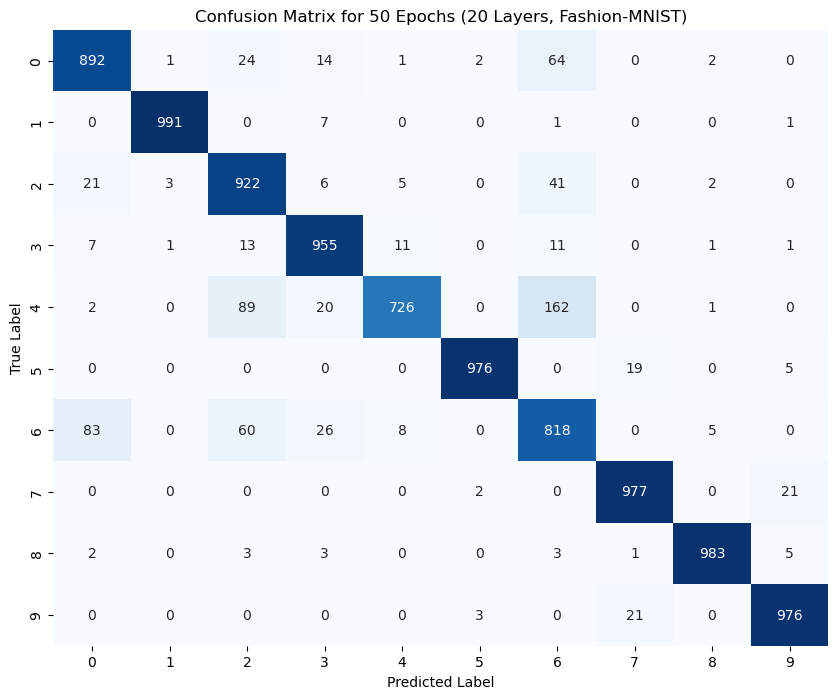 Confusion Matrix for 50 Epochs (20 Layers, Fashion-MNIST)
True Label
0 892 1 24 14 1 2 64 0 2 0
1 0 991 0 7 0 0 1 0 0 1
2 21 3 922 6 5 0 41 0 2 0
3 7 1 13 955 11 0 11 0 1 1
4 2 0 89 20 726 0 162 0 1 0
5 0 0 0 0 0 976 0 19 0 5
6 83 0 60 26 8 0 818 0 5 0
7 0 0 0 0 0 2 0 977 0 21
8 2 0 3 3 0 0 3 1 983 5
9 0 0 0 0 0 3 0 21 0 976
0 1 2 3 4 5 6 7 8 9
Predicted Label